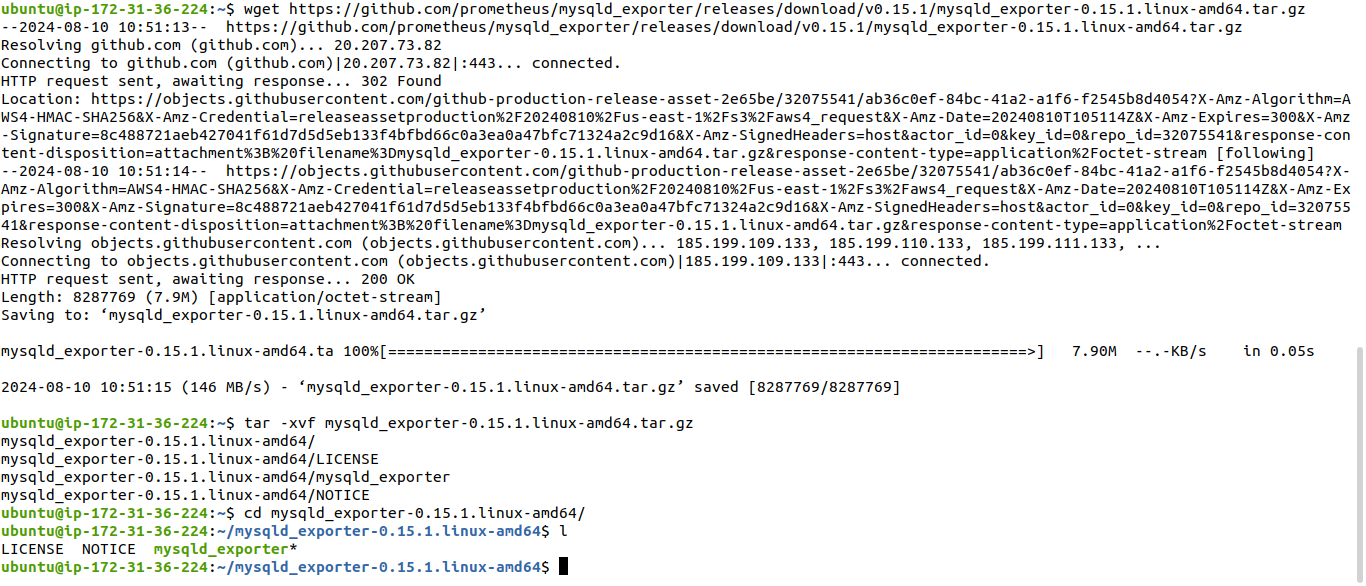 ubuntu@ip-172-31-36-224:~$ wget https://github.com/prometheus/mysqld_exporter/releases/download/v0.15.1/mysqld_exporter-0.15.1.linux-amd64.tar.gz
--2024-08-10 10:51:13--  https://github.com/prometheus/mysqld_exporter/releases/download/v0.15.1/mysqld_exporter-0.15.1.linux-amd64.tar.gz
Resolving github.com (github.com)... 20.207.73.82
Connecting to github.com (github.com)|20.207.73.82|:443... connected.
HTTP request sent, awaiting response... 302 Found
Location: https://objects.githubusercontent.com/github-production-release-asset-2e65be/32075541/ab36c0ef-84bc-41a2-a1f6-f2545b8d4054?X-Amz-Algorithm=A
WS4-HMAC-SHA256&X-Amz-Credential=releaseassetproduction%2F20240810%2Fus-east-1%2Fs3%2Faws4_request&X-Amz-Date=20240810T105114Z&X-Amz-Expires=300&X-Amz
-Signature=8c488721aeb427041f61d7d5d5eb133f4bfbd66c0a3ea0a47bfc71324a2c9d16&X-Amz-SignedHeaders=host&actor_id=0&key_id=0&repo_id=32075541&response-con
tent-disposition=attachment%3B%20filename%3Dmysqld_exporter-0.15.1.linux-amd64.tar.gz&response-content-type=application%2Foctet-stream [following]
--2024-08-10 10:51:14--  https://objects.githubusercontent.com/github-production-release-asset-2e65be/32075541/ab36c0ef-84bc-41a2-a1f6-f2545b8d4054?X-
Amz-Algorithm=AWS4-HMAC-SHA256&X-Amz-Credential=releaseassetproduction%2F20240810%2Fus-east-1%2Fs3%2Faws4_request&X-Amz-Date=20240810T105114Z&X-Amz-Ex
pires=300&X-Amz-Signature=8c488721aeb427041f61d7d5d5eb133f4bfbd66c0a3ea0a47bfc71324a2c9d16&X-Amz-SignedHeaders=host&actor_id=0&key_id=0&repo_id=320755
41&response-content-disposition=attachment%3B%20filename%3Dmysqld_exporter-0.15.1.linux-amd64.tar.gz&response-content-type=application%2Foctet-stream
Resolving objects.githubusercontent.com (objects.githubusercontent.com)... 185.199.109.133, 185.199.110.133, 185.199.111.133, ...
Connecting to objects.githubusercontent.com (objects.githubusercontent.com)|185.199.109.133|:443... connected.
HTTP request sent, awaiting response... 200 OK
Length: 8287769 (7.9M) [application/octet-stream]
Saving to: ‘mysqld_exporter-0.15.1.linux-amd64.tar.gz’
mysqld_exporter-0.15.1.linux-amd64.ta 100%[=======================================================================>]   7.90M  --.-KB/s    in 0.05s
2024-08-10 10:51:15 (146 MB/s) - ‘mysqld_exporter-0.15.1.linux-amd64.tar.gz’ saved [8287769/8287769]
ubuntu@ip-172-31-36-224:~$ tar -xvf mysqld_exporter-0.15.1.linux-amd64.tar.gz
mysqld_exporter-0.15.1.linux-amd64/
mysqld_exporter-0.15.1.linux-amd64/LICENSE
mysqld_exporter-0.15.1.linux-amd64/mysqld_exporter
mysqld_exporter-0.15.1.linux-amd64/NOTICE
ubuntu@ip-172-31-36-224:~$ cd mysqld_exporter-0.15.1.linux-amd64/
ubuntu@ip-172-31-36-224:~/mysqld_exporter-0.15.1.linux-amd64$ l
LICENSE  NOTICE  mysqld_exporter*
ubuntu@ip-172-31-36-224:~/mysqld_exporter-0.15.1.linux-amd64$